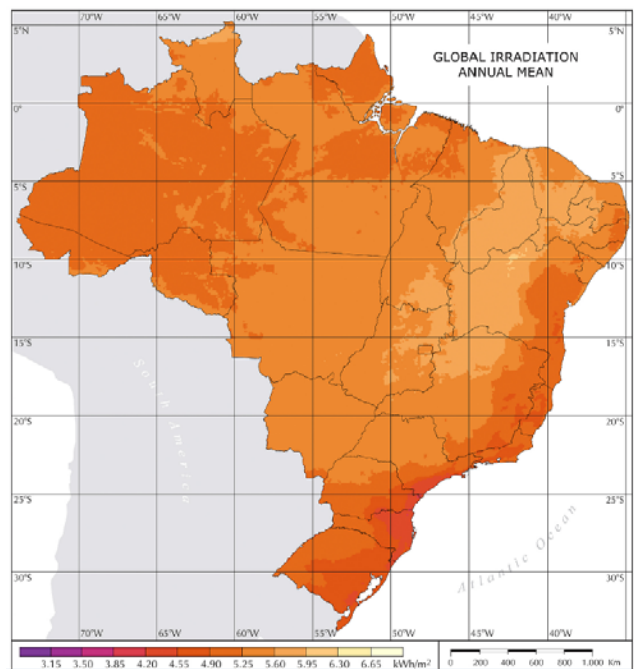 70°W 65°W 60°W 55°W 50°W 45°W 40°W
5°N 5°N
GLOBAL IRRADIATION
ANNUAL MEAN
0° 0°
5°S 5°S
10°S 10°S
15°S 15°S
South America
20°S 20°S
25°S 25°S
Atlantic Ocean
30°S 30°S
70°W 65°W 60°W 55°W 50°W 45°W 40°W
3.15 3.50 3.85 4.20 4.55 4.90 5.25 5.60 5.95 6.30 6.65 kWh/m²
0 200 400 600 800 1.000 Km.